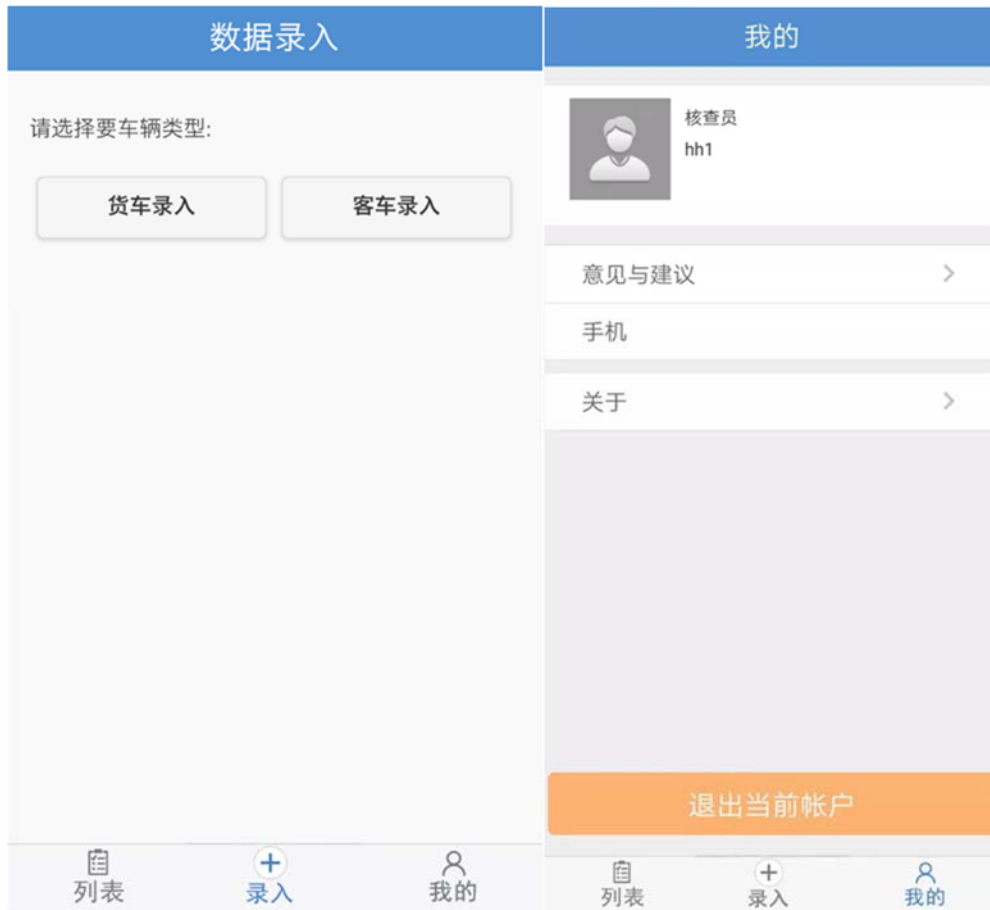 数据录入
请选择要车辆类型:
货车录入 客车录入
列表 录入 我的
我的
核查员
hh1
意见与建议
手机
关于
退出当前帐户
列表 录入 我的